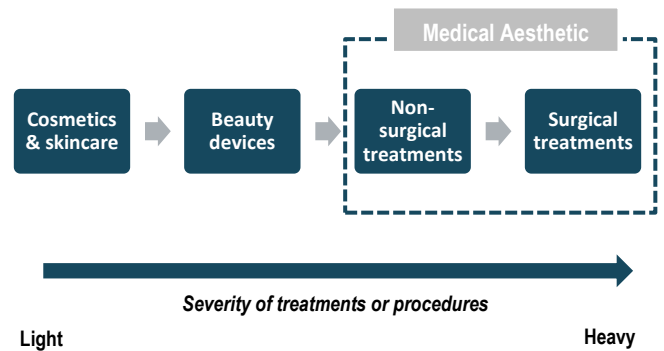 Medical Aesthetic
Cosmetics
& skincare
Beauty
devices
Non-
surgical
treatments
Surgical
treatments
Severity of treatments or procedures
Light
Heavy